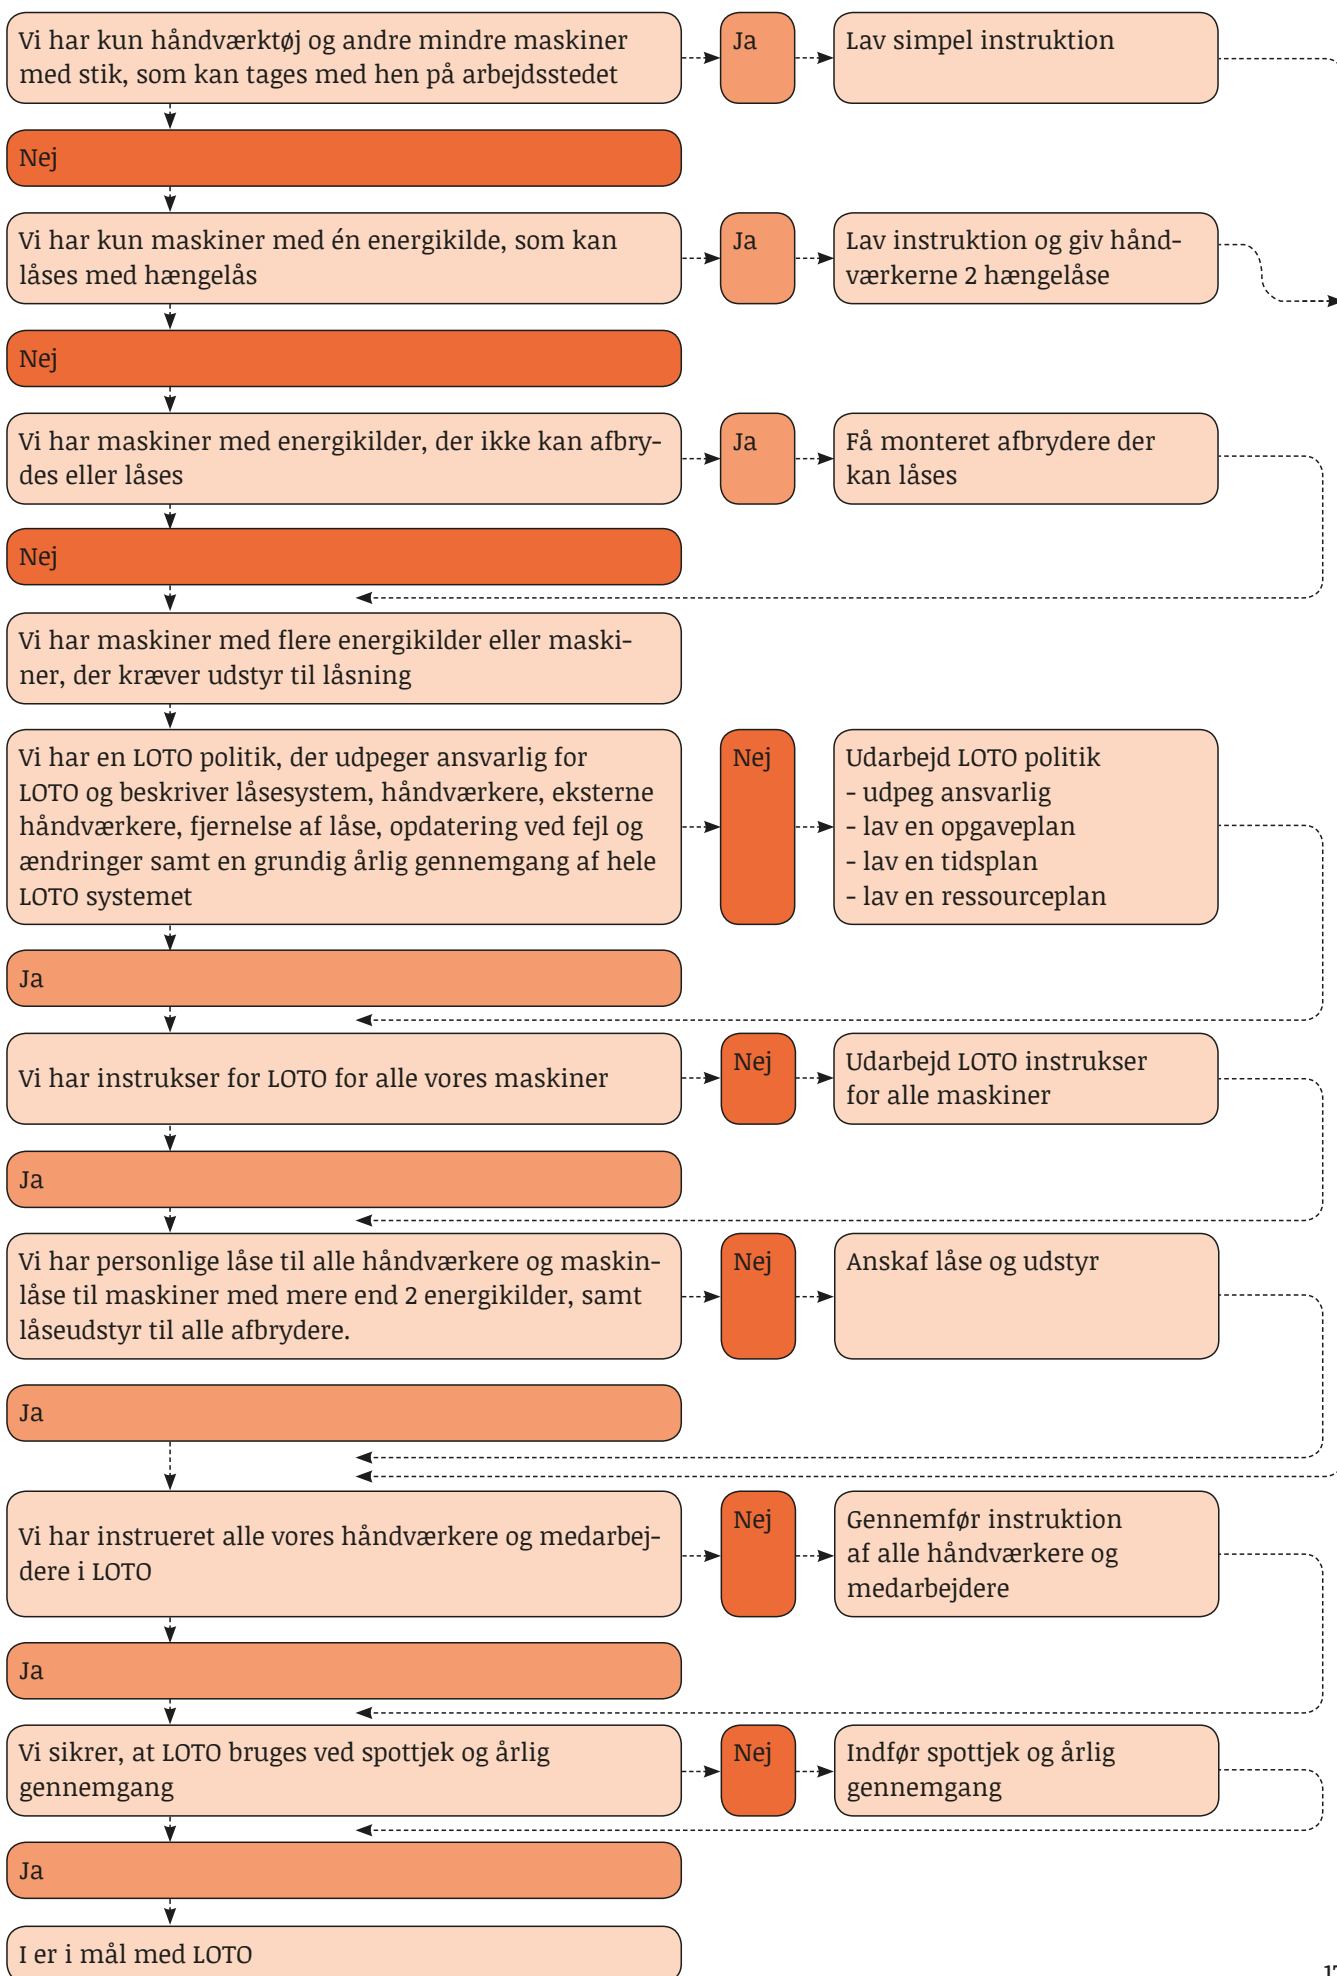 Vi har kun håndværktøj og andre mindre maskiner
med stik, som kan tages med hen på arbejdsstedet
Ja
Lav simpel instruktion
Nej
Vi har kun maskiner med én energikilde, som kan
låses med hængelås
Ja
Lav instruktion og giv hånd-
værkerne 2 hængelåse
Nej
Vi har maskiner med energikilder, der ikke kan afbry-
des eller låses
Ja
Få monteret afbrydere der
kan låses
Nej
Vi har maskiner med flere energikilder eller maski-
ner, der kræver udstyr til låsning
Vi har en LOTO politik, der udpeger ansvarlig for
LOTO og beskriver låsesystem, håndværkere, eksterne
håndværkere, fjernelse af låse, opdatering ved fejl og
ændringer samt en grundig årlig gennemgang af hele
LOTO systemet
Nej
Udarbejd LOTO politik
- udpeg ansvarlig
- lav en opgaveplan
- lav en tidsplan
- lav en ressourceplan
Ja
Vi har instrukser for LOTO for alle vores maskiner
Nej
Udarbejd LOTO instrukser
for alle maskiner
Ja
Vi har personlige låse til alle håndværkere og maskin-
låse til maskiner med mere end 2 energikilder, samt
låseudstyr til alle afbrydere.
Nej
Anskaf låse og udstyr
Ja
Vi har instrueret alle vores håndværkere og medarbej-
dere i LOTO
Nej
Gennemfør instruktion
af alle håndværkere og
medarbejdere
Ja
Vi sikrer, at LOTO bruges ved spottjek og årlig
gennemgang
Nej
Indfør spottjek og årlig
gennemgang
Ja
I er i mål med LOTO